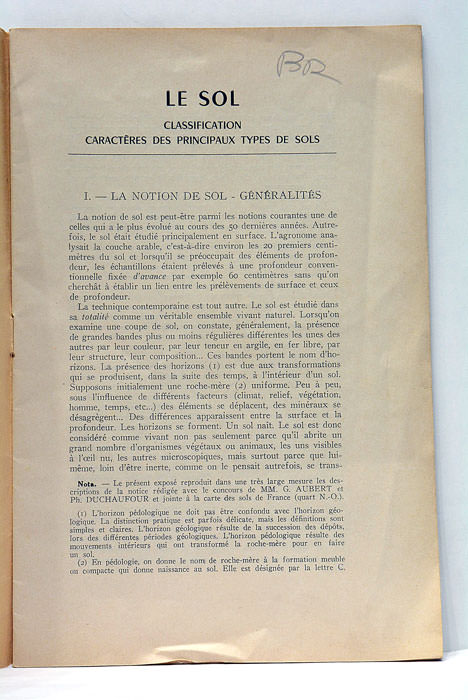 BR
LE SOL
CLASSIFICATION
CARACTÈRES DES PRINCIPAUX TYPES DE SOLS
I. — LA NOTION DE SOL - GÉNÉRALITÉS
La notion de sol est peut-être parmi les notions courantes une de
celles qui a le plus évolué au cours des 50 dernières années. Autre-
fois, le sol était étudié principalement en surface. L'agronome ana-
lysait la couche arable, c'est-à-dire environ les 20 premiers centi-
mètres du sol et lorsqu'il se préoccupait des éléments de profon-
deur, les échantillons étaient prélevés à une profondeur conven-
tionnelle fixée d'avance par exemple 60 centimètres sans qu'on
cherchât à établir un lien entre les prélèvements de surface et ceux
de profondeur.
La technique contemporaine est tout autre. Le sol est étudié dans
sa totalité comme un véritable ensemble vivant naturel. Lorsqu'on
examine une coupe de sol, on constate, généralement, la présence
de grandes bandes plus ou moins régulières différentes les unes des
autres par leur couleur, par leur teneur en argile, en fer libre, par
leur structure, leur composition... Ces bandes portent le nom d'ho-
rizons. La présence des horizons (1) est due aux transformations
qui se produisent, dans la suite des temps, à l'intérieur d'un sol.
Supposons initialement une roche-mère (2) uniforme. Peu à peu,
sous l'influence de différents facteurs (climat, relief, végétation,
homme, temps, etc...) des éléments se déplacent, des minéraux se
désagrègent... Des différences apparaissent entre la surface et la
profondeur. Les horizons se forment. Un sol naît. Le sol est donc
considéré comme vivant non pas seulement parce qu'il abrite un
grand nombre d'organismes végétaux ou animaux, les uns visibles
à l'œil nu, les autres microscopiques, mais surtout parce que lui-
même, loin d'être inerte, comme on le pensait autrefois, se trans-
Nota. — Le présent exposé reproduit dans une très large mesure les des-
criptions de la notice rédigée avec le concours de MM. G. AUBERT et
Ph. DUCHAUFOUR et jointe à la carte des sols de France (quart N.-O.).
(1) L'horizon pédologique ne doit pas être confondu avec l'horizon géo-
logique. La distinction pratique est parfois délicate, mais les définitions sont
simples et claires. L'horizon géologique résulte de la succession des dépôts,
lors des différentes périodes géologiques. L'horizon pédologique résulte des
mouvements intérieurs qui ont transformé la roche-mère pour en faire
un sol.
(2) En pédologie, on donne le nom de roche-mère à la formation meuble
ou compacte qui donne naissance au sol. Elle est désignée par la lettre C.